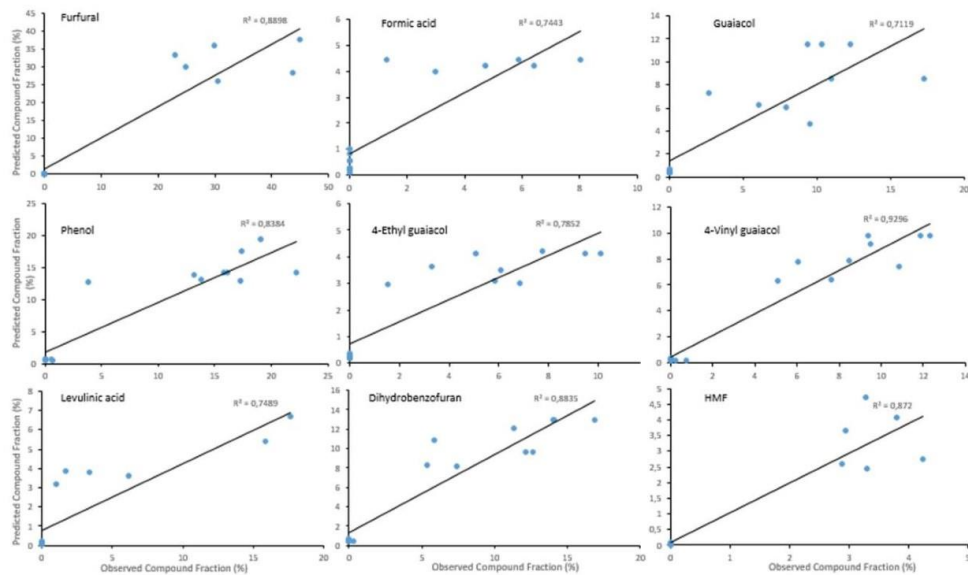 Furfural
R² = 0,8898
Formic acid
R² = 0,7443
Guaiacol
R² = 0,7119
Predicted Compound Fraction (%)
45
40
35
30
25
20
15
10
5
0
0 10 20 30 40 50
6
5
4
3
2
1
0
0 2 4 6 8 10
14
12
10
8
6
4
2
0
0 5 10 15 20
Phenol
R² = 0,8384
4-Ethyl guaiacol
R² = 0,7852
4-Vinyl guaiacol
R² = 0,9296
Predicted Compound Fraction (%)
25
20
15
10
5
0
0 5 10 15 20 25
6
5
4
3
2
1
0
0 2 4 6 8 10
12
10
8
6
4
2
0
0 2 4 6 8 10 12 14
Levulinic acid
R² = 0,7489
Dihydrobenzofuran
R² = 0,8835
HMF
R² = 0,872
Predicted Compound Fraction (%)
8
7
6
5
4
3
2
1
0
0 5 10 15 20
16
14
12
10
8
6
4
2
0
0 5 10 15 20
5
4,5
4
3,5
3
2,5
2
1,5
1
0,5
0
0 1 2 3 4 5
Observed Compound Fraction (%)
Observed Compound Fraction (%)
Observed Compound Fraction (%)